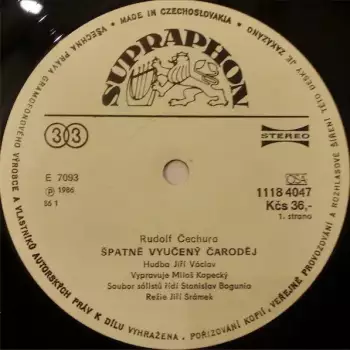 MADE IN CZECHOSLOVAKIA • VŠECHNA PRÁVA GRAMOFONOVÉHO VÝROBCE A VLASTNÍKŮ AUTORSKÝCH PRÁV K DÍLU VYHRAZENA. POŘIZOVÁNÍ KOPIÍ, VEŘEJNÉ PROVOZOVÁNÍ A ROZHLASOVÉ ŠÍŘENÍ TÉTO DESKY JE ZAKÁZÁNO
SUPRAPHON
33
STEREO
E 7093
℗ 1986
S6 1
OSA
1118 4047
Kčs 36,-
1. strana
Rudolf Čechura
ŠPATNĚ VYUČENÝ ČARODĚJ
Hudba Jiří Václav
Vypravuje Miloš Kopecký
Soubor sólistů řídí Stanislav Bogunia
Režie Jiří Šrámek